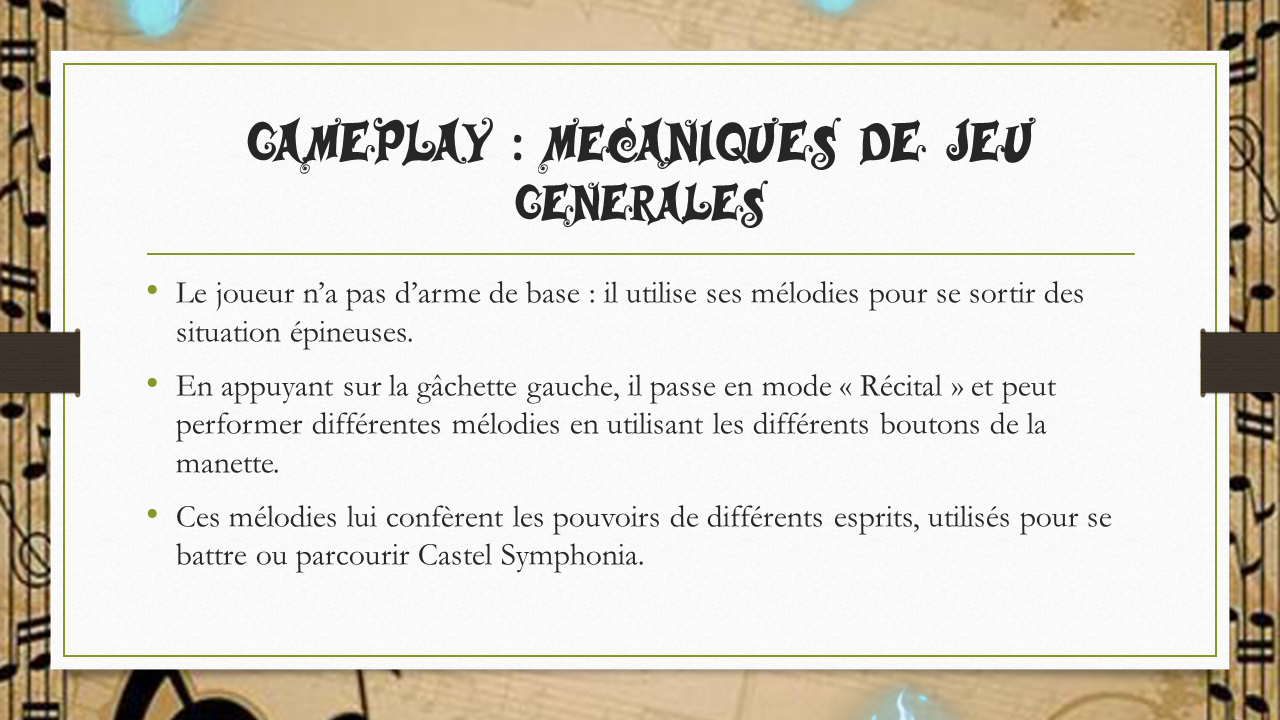 GAMEPLAY : MECANIQUES DE JEU
GENERALES
• Le joueur n’a pas d’arme de base : il utilise ses mélodies pour se sortir des
situation épineuses.
• En appuyant sur la gâchette gauche, il passe en mode « Récital » et peut
performer différentes mélodies en utilisant les différents boutons de la
manette.
• Ces mélodies lui confèrent les pouvoirs de différents esprits, utilisés pour se
battre ou parcourir Castel Symphonia.